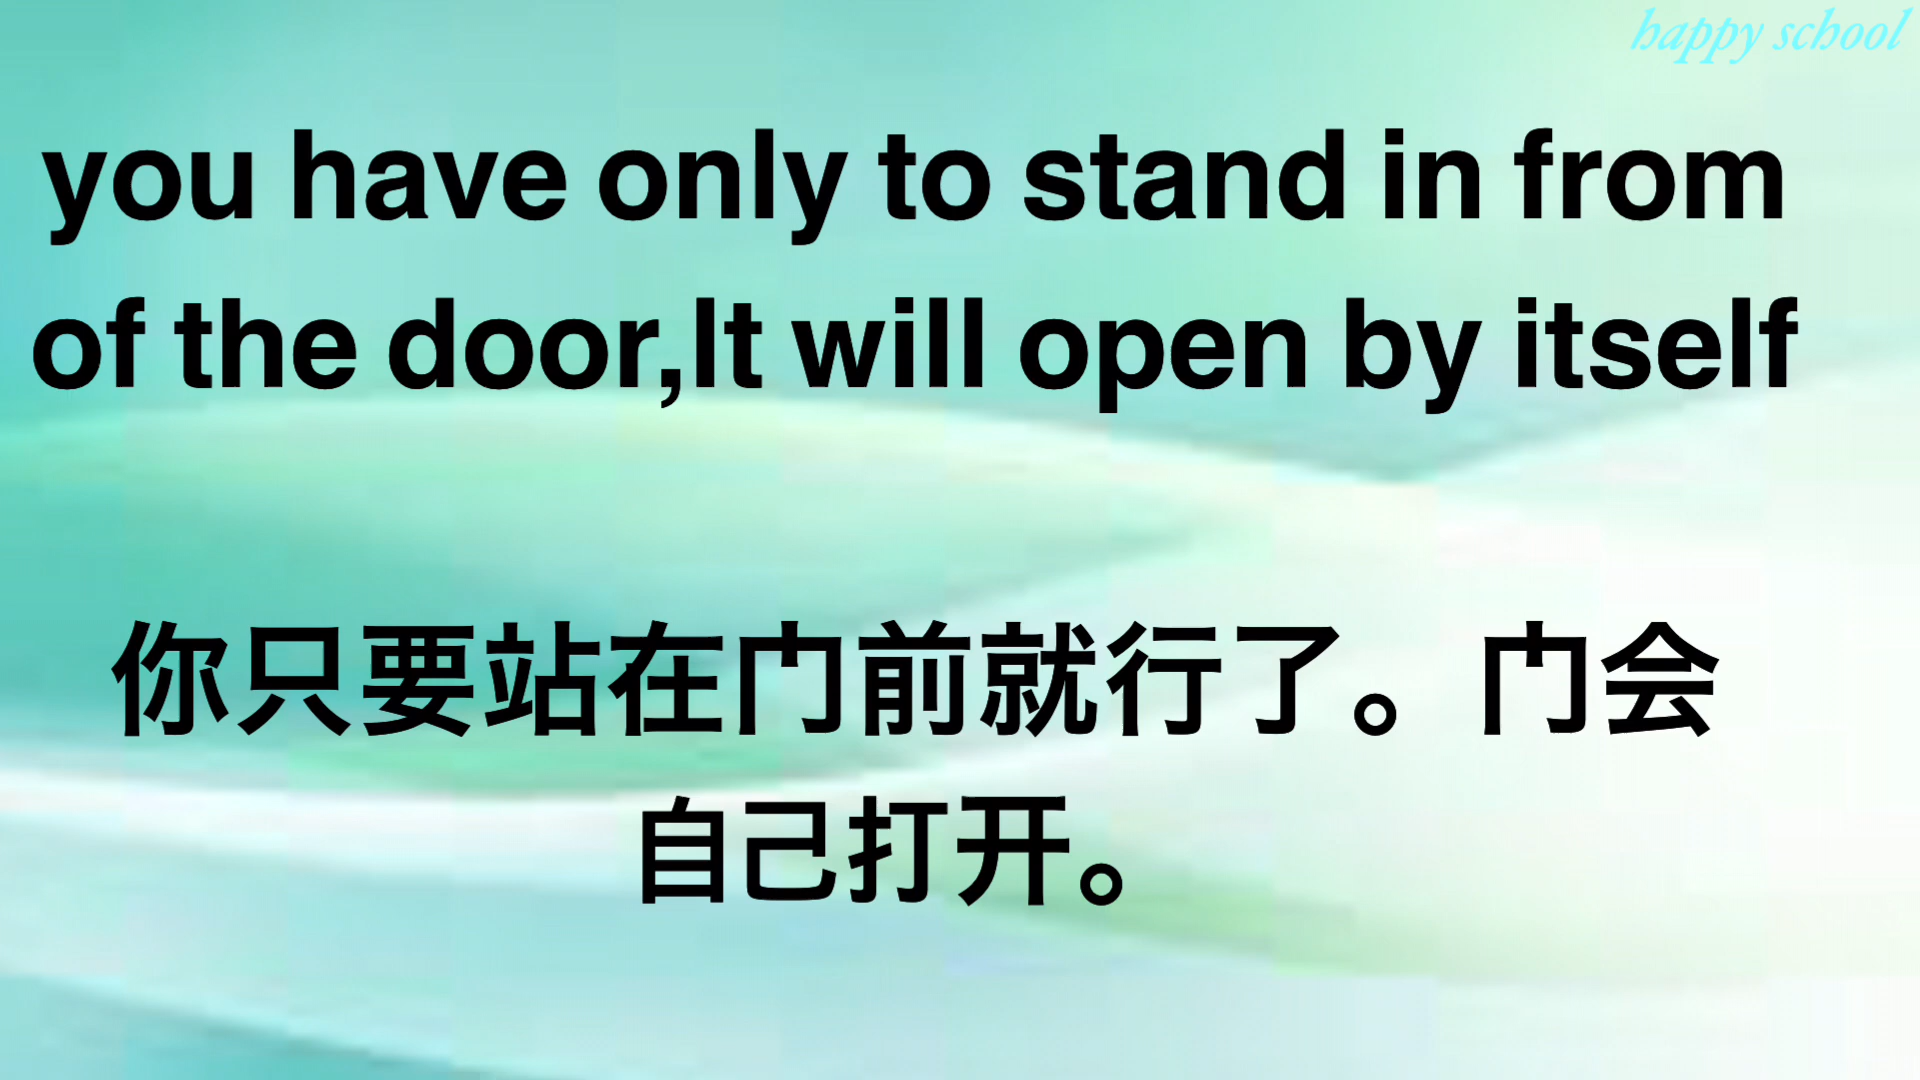 happy school
you have only to stand in from
of the door,It will open by itself
你只要站在门前就行了。门会
自己打开。